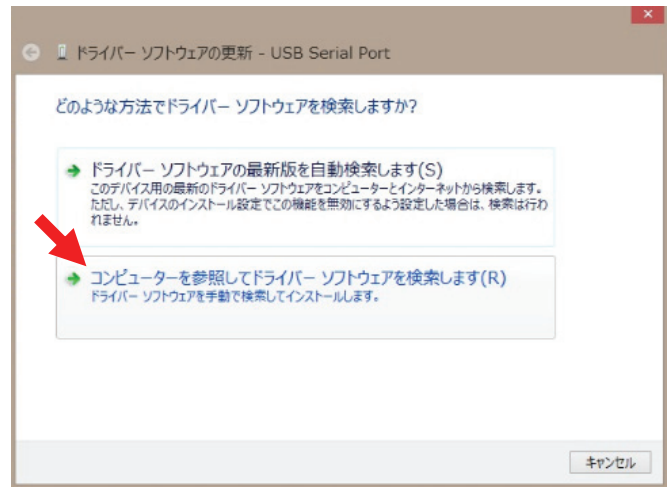 ドライバー ソフトウェアの更新 - USB Serial Port
どのような方法でドライバー ソフトウェアを検索しますか?
ドライバー ソフトウェアの最新版を自動検索します(S)
このデバイス用の最新のドライバー ソフトウェアをコンピューターとインターネットから検索します。
ただし、デバイスのインストール設定でこの機能を無効にするよう設定した場合は、検索は行わ
れません。
コンピューターを参照してドライバー ソフトウェアを検索します(R)
ドライバー ソフトウェアを手動で検索してインストールします。
キャンセル